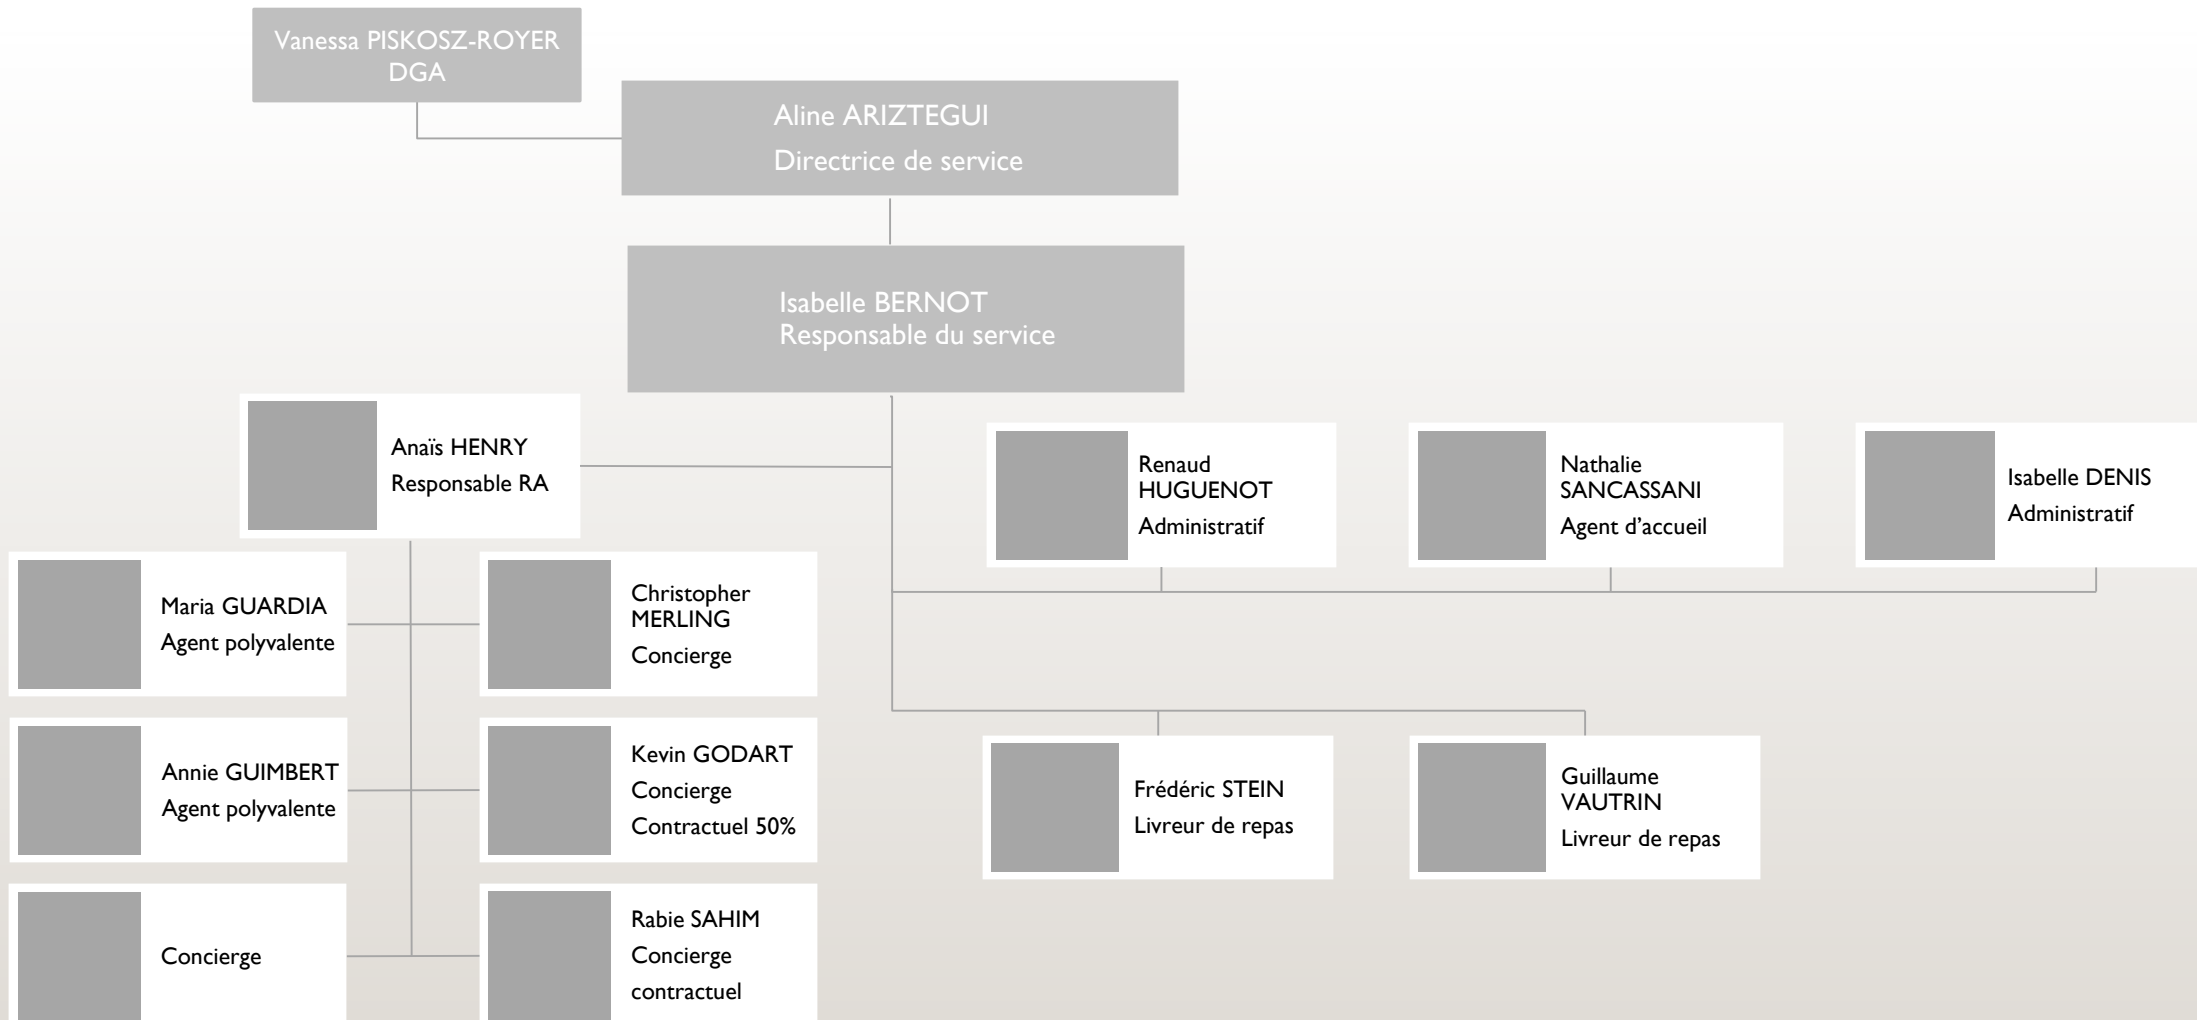 Vanessa PISKOSZ-ROYER
DGA
Aline ARIZTEGUI
Directrice de service
Isabelle BERNOT
Responsable du service
Anaïs HENRY
Responsable RA
Renaud
HUGUENOT
Administratif
Nathalie
SANCASSANI
Agent d’accueil
Isabelle DENIS
Administratif
Maria GUARDIA
Agent polyvalente
Christopher
MERLING
Concierge
Annie GUIMBERT
Agent polyvalente
Kevin GODART
Concierge
Contractuel 50%
Frédéric STEIN
Livreur de repas
Guillaume
VAUTRIN
Livreur de repas
Concierge
Rabie SAHIM
Concierge
contractuel